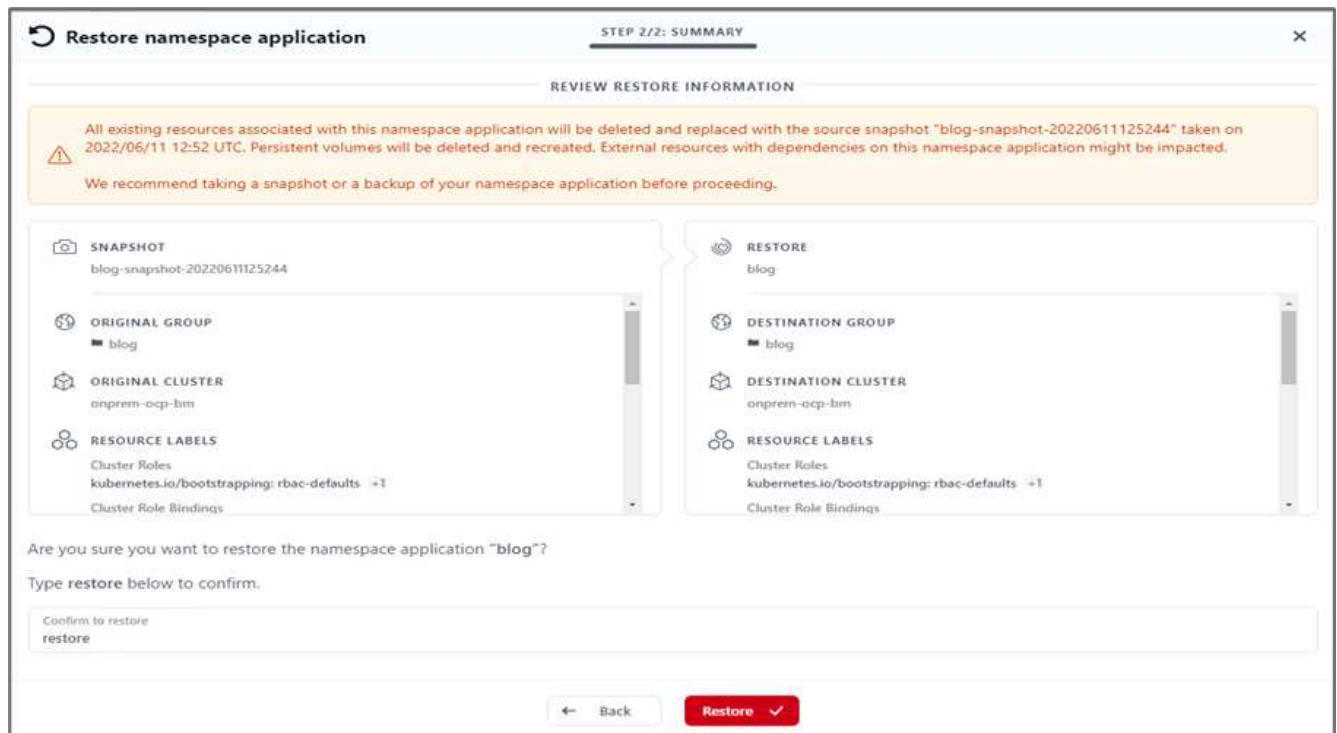 Restore namespace application
STEP 2/2: SUMMARY
REVIEW RESTORE INFORMATION
All existing resources associated with this namespace application will be deleted and replaced with the source snapshot "blog-snapshot-20220611125244" taken on
2022/06/11 12:52 UTC. Persistent volumes will be deleted and recreated. External resources with dependencies on this namespace application might be impacted.
We recommend taking a snapshot or a backup of your namespace application before proceeding.
SNAPSHOT
blog-snapshot-20220611125244
ORIGINAL GROUP
blog
ORIGINAL CLUSTER
onprem-ocp-bm
RESOURCE LABELS
Cluster Roles
kubernetes.io/bootstrapping: rbac-defaults +1
Cluster Role Bindings
RESTORE
blog
DESTINATION GROUP
blog
DESTINATION CLUSTER
onprem-ocp-bm
RESOURCE LABELS
Cluster Roles
kubernetes.io/bootstrapping: rbac-defaults +1
Cluster Role Bindings
Are you sure you want to restore the namespace application "blog"?
Type restore below to confirm.
Confirm to restore
restore
Back
Restore